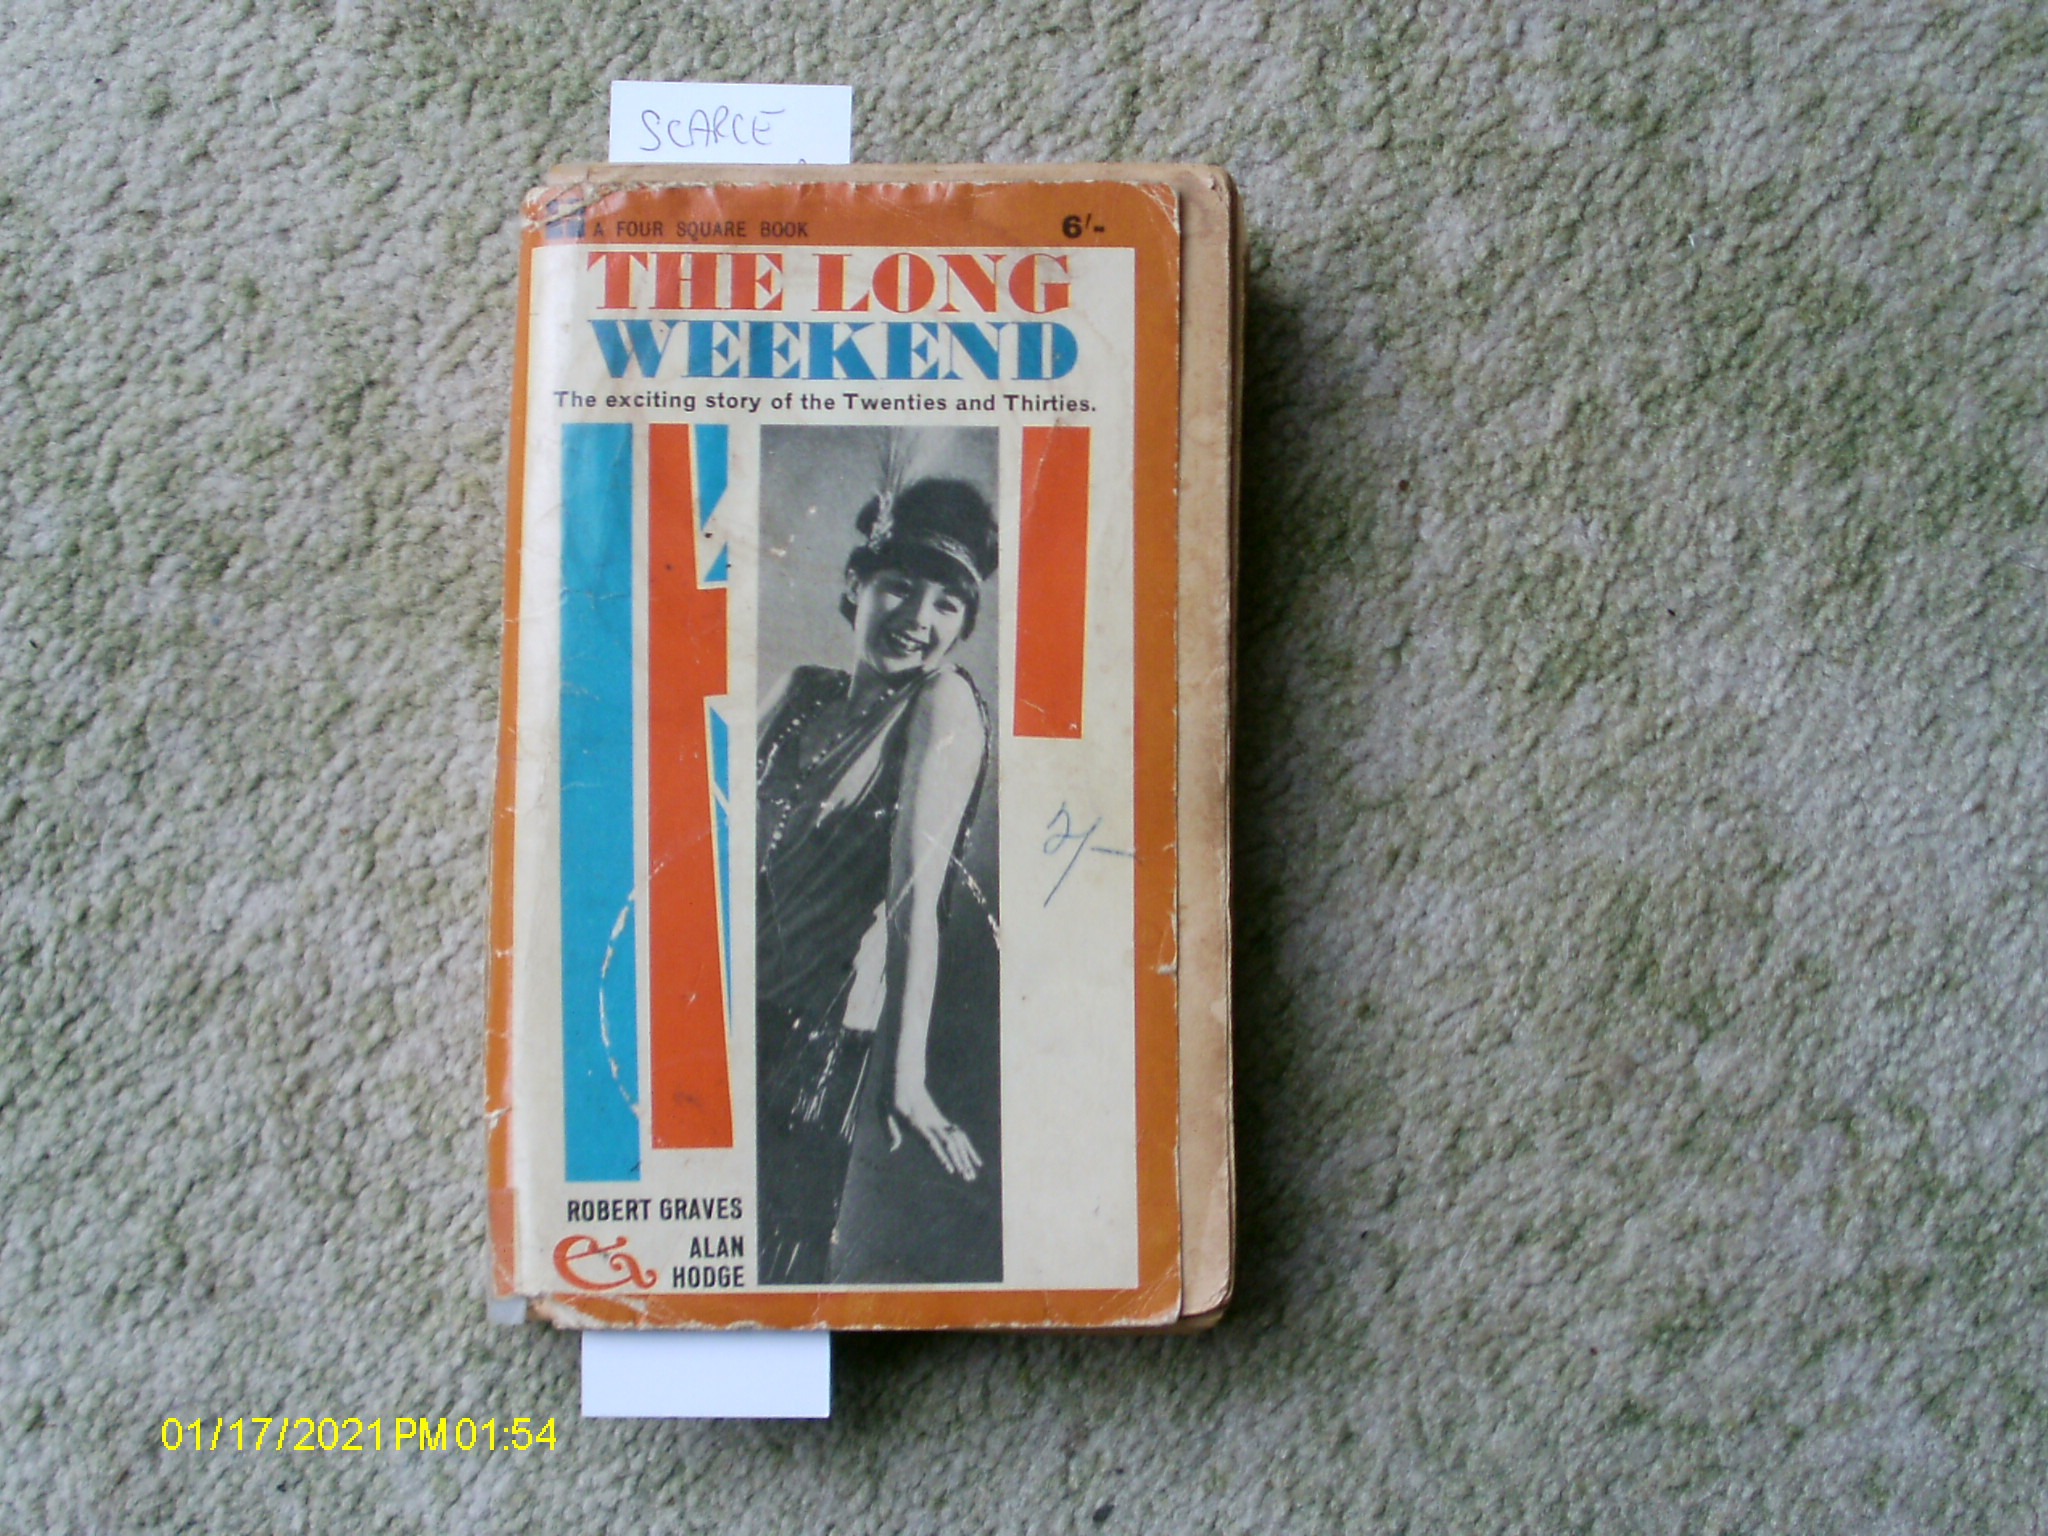 SCARCE
A FOUR SQUARE BOOK 6/-
THE LONG
WEEKEND
The exciting story of the Twenties and Thirties.
2/-
ROBERT GRAVES
& ALAN
HODGE
01/17/2021 PM 01:54